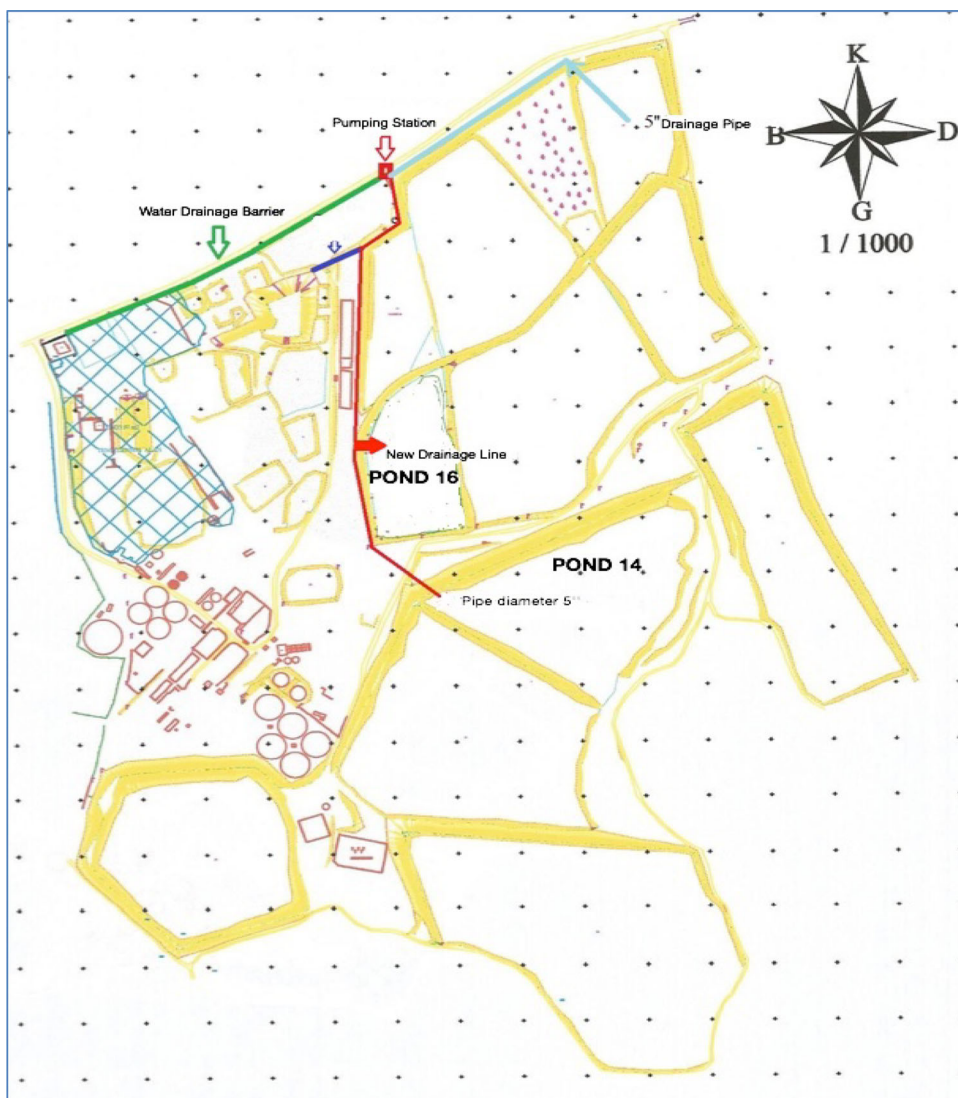 K
5" Drainage Pipe
Pumping Station
B
D
Water Drainage Barrier
G
1 / 1000
New Drainage Line
POND 16
POND 14
Pipe diameter 5"